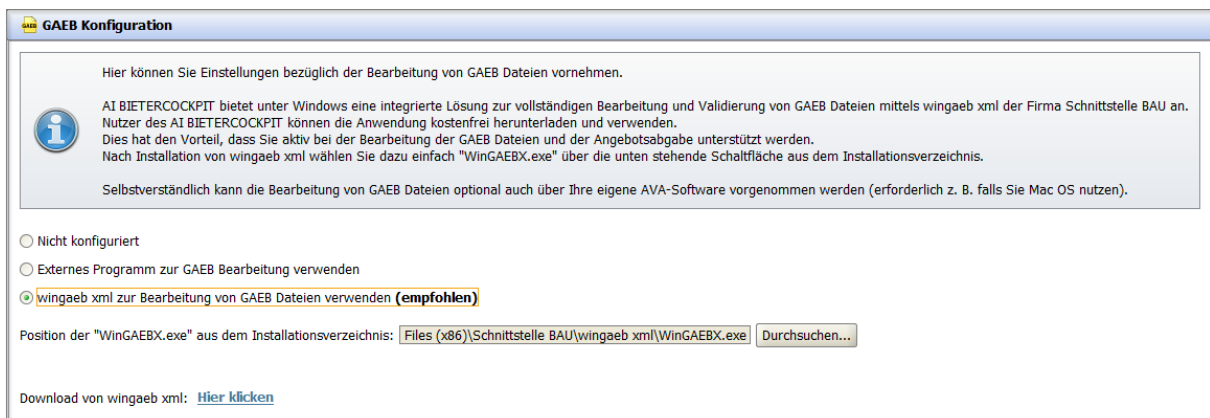 GAEB GAEB Konfiguration
Hier können Sie Einstellungen bezüglich der Bearbeitung von GAEB Dateien vornehmen.
AI BIETERCOCKPIT bietet unter Windows eine integrierte Lösung zur vollständigen Bearbeitung und Validierung von GAEB Dateien mittels wingaeb xml der Firma Schnittstelle BAU an.
Nutzer des AI BIETERCOCKPIT können die Anwendung kostenfrei herunterladen und verwenden.
Dies hat den Vorteil, dass Sie aktiv bei der Bearbeitung der GAEB Dateien und der Angebotsabgabe unterstützt werden.
Nach Installation von wingaeb xml wählen Sie dazu einfach "WinGAEBX.exe" über die unten stehende Schaltfläche aus dem Installationsverzeichnis.
Selbstverständlich kann die Bearbeitung von GAEB Dateien optional auch über Ihre eigene AVA-Software vorgenommen werden (erforderlich z. B. falls Sie Mac OS nutzen).
Nicht konfiguriert
Externes Programm zur GAEB Bearbeitung verwenden
wingaeb xml zur Bearbeitung von GAEB Dateien verwenden (empfohlen)
Position der "WinGAEBX.exe" aus dem Installationsverzeichnis: Files (x86)\Schnittstelle BAU\wingaeb xml\WinGAEBX.exe Durchsuchen...
Download von wingaeb xml: Hier klicken